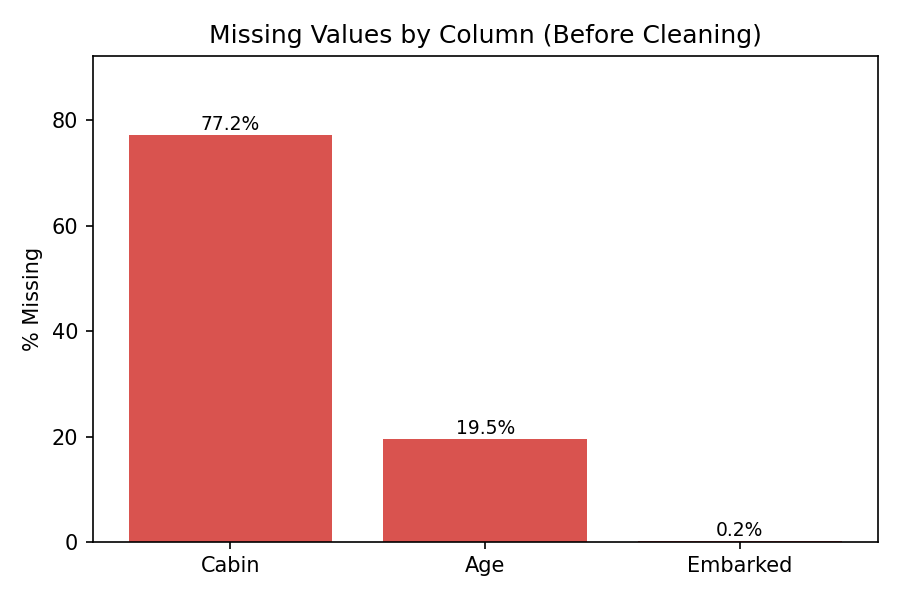 Missing Values by Column (Before Cleaning)
% Missing
80
60
40
20
0
77.2%
19.5%
0.2%
Cabin
Age
Embarked